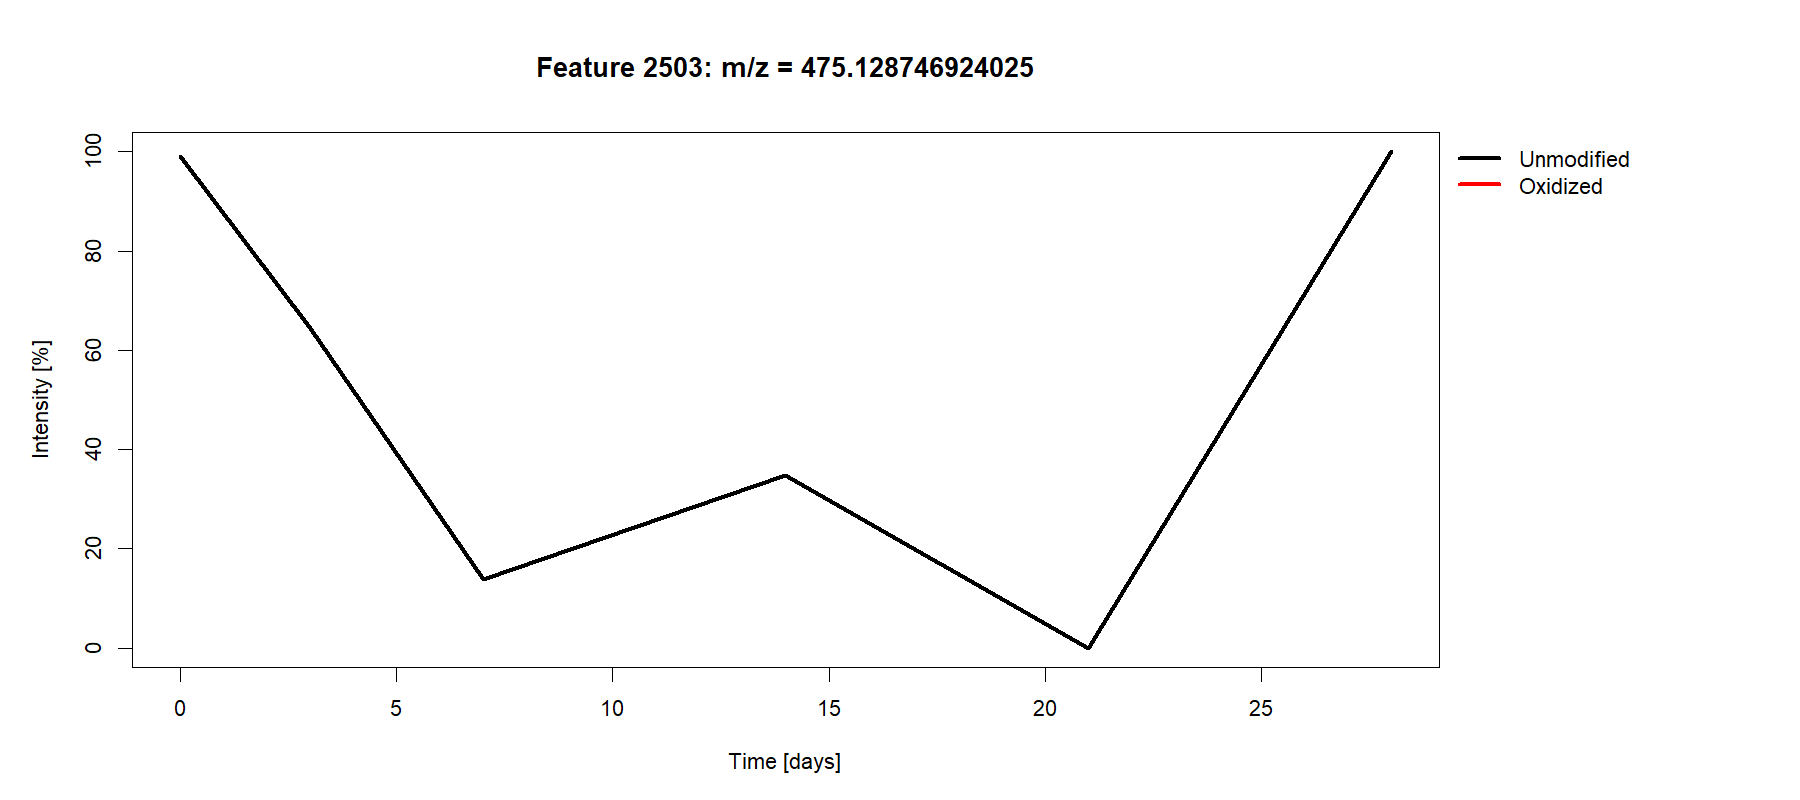 Feature 2503: m/z = 475.128746924025
Unmodified
Oxidized
Intensity [%]
100
80
60
40
20
0
0 5 10 15 20 25
Time [days]